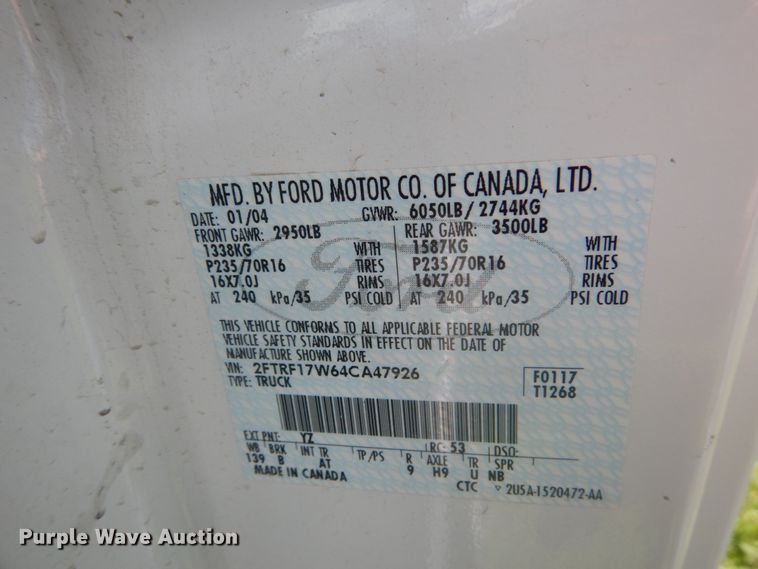 MFD. BY FORD MOTOR CO. OF CANADA, LTD.
DATE: 01/04 GVWR: 6050LB/ 2744KG
FRONT GAWR: 2950LB REAR GAWR: 3500LB
1338KG WITH 1587KG WITH
P235/70R16 TIRES P235/70R16 TIRES
16X7.0J RIMS 16X7.0J RIMS
AT 240 kPa/35 PSI COLD AT 240 kPa/35 PSI COLD
Ford
THIS VEHICLE CONFORMS TO ALL APPLICABLE FEDERAL MOTOR
VEHICLE SAFETY STANDARDS IN EFFECT ON THE DATE OF
MANUFACTURE SHOWN ABOVE.
VIN: 2FTRF17W64CA47926 F0117
TYPE: TRUCK T1268
EXT PNT: YZ RC: 53 DSO:
WB BRK INT TR TP/PS R AXLE TR SPR
139 B AT 9 H9 U NB
MADE IN CANADA CTC ▽ 2U5A-1520472-AA
Purple Wave Auction